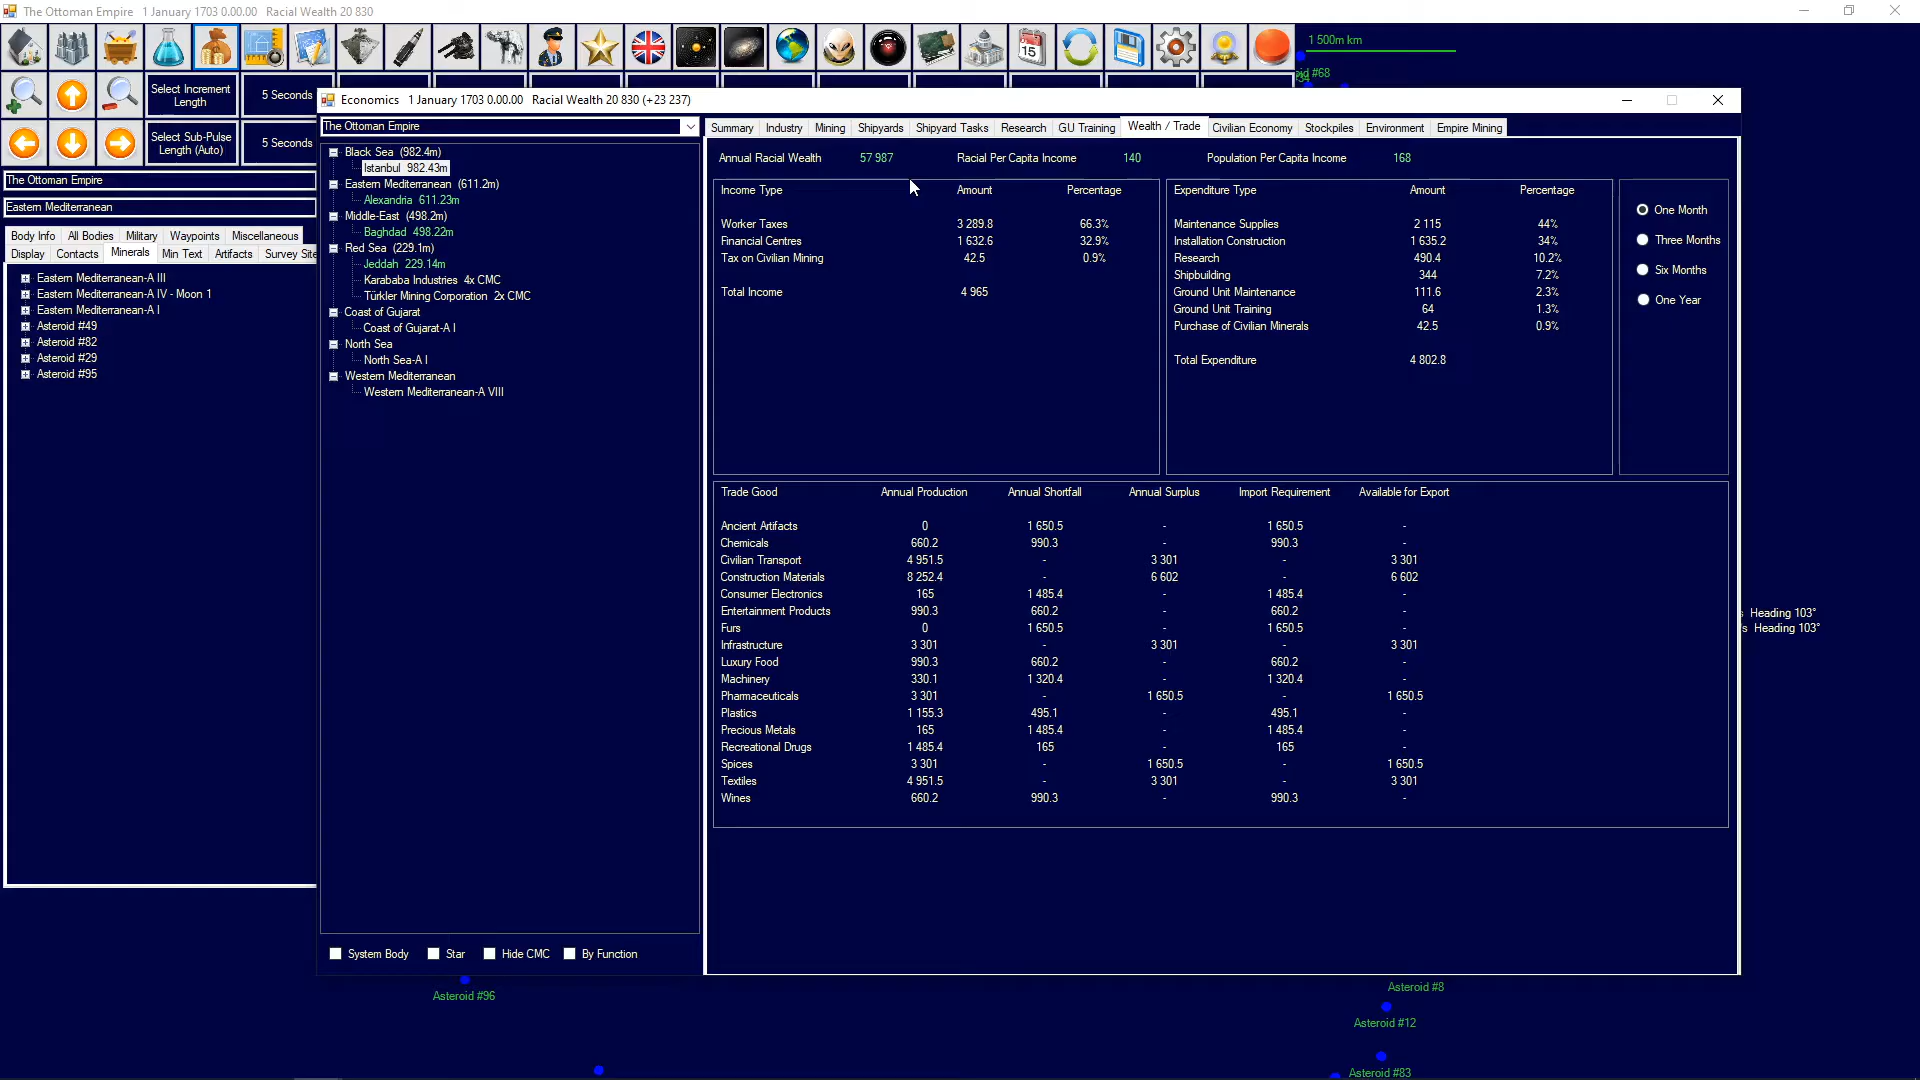 The Ottoman Empire 1 January 1703 0.00.00 Racial Wealth 20 830
15
1 500m km
#68
Select Increment Length
5 Seconds
Select Sub-Pulse Length (Auto)
5 Seconds
The Ottoman Empire
Eastern Mediterranean
Body Info All Bodies Military Waypoints Miscellaneous
Display Contacts Minerals Min Text Artifacts Survey Site
Eastern Mediterranean-A III
Eastern Mediterranean-A IV - Moon 1
Eastern Mediterranean-A I
Asteroid #49
Asteroid #82
Asteroid #29
Asteroid #95
Economics 1 January 1703 0.00.00 Racial Wealth 20 830 (+23 237)
The Ottoman Empire
Black Sea (982.4m)
Istanbul 982.43m
Eastern Mediterranean (611.2m)
Alexandria 611.23m
Middle-East (498.2m)
Baghdad 498.22m
Red Sea (229.1m)
Jeddah 229.14m
Karababa Industries 4x CMC
Türkler Mining Corporation 2x CMC
Coast of Gujarat
Coast of Gujarat-A I
North Sea
North Sea-A I
Western Mediterranean
Western Mediterranean-A VIII
System Body Star Hide CMC By Function
Summary Industry Mining Shipyards Shipyard Tasks Research GU Training Wealth / Trade Civilian Economy Stockpiles Environment Empire Mining
Annual Racial Wealth 57 987 Racial Per Capita Income 140 Population Per Capita Income 168
Income Type Amount Percentage
Worker Taxes 3 289.8 66.3%
Financial Centres 1 632.6 32.9%
Tax on Civilian Mining 42.5 0.9%
Total Income 4 965
Expenditure Type Amount Percentage
Maintenance Supplies 2 115 44%
Installation Construction 1 635.2 34%
Research 490.4 10.2%
Shipbuilding 344 7.2%
Ground Unit Maintenance 111.6 2.3%
Ground Unit Training 64 1.3%
Purchase of Civilian Minerals 42.5 0.9%
Total Expenditure 4 802.8
One Month
Three Months
Six Months
One Year
Trade Good Annual Production Annual Shortfall Annual Surplus Import Requirement Available for Export
Ancient Artifacts 0 1 650.5 - 1 650.5 -
Chemicals 660.2 990.3 - 990.3 -
Civilian Transport 4 951.5 - 3 301 - 3 301
Construction Materials 8 252.4 - 6 602 - 6 602
Consumer Electronics 165 1 485.4 - 1 485.4 -
Entertainment Products 990.3 660.2 - 660.2 -
Furs 0 1 650.5 - 1 650.5 -
Infrastructure 3 301 - 3 301 - 3 301
Luxury Food 990.3 660.2 - 660.2 -
Machinery 330.1 1 320.4 - 1 320.4 -
Pharmaceuticals 3 301 - 1 650.5 - 1 650.5
Plastics 1 155.3 495.1 - 495.1 -
Precious Metals 165 1 485.4 - 1 485.4 -
Recreational Drugs 1 485.4 165 - 165 -
Spices 3 301 - 1 650.5 - 1 650.5
Textiles 4 951.5 - 3 301 - 3 301
Wines 660.2 990.3 - 990.3 -
Heading 103°
's Heading 103°
Asteroid #96
Asteroid #8
Asteroid #12
Asteroid #83